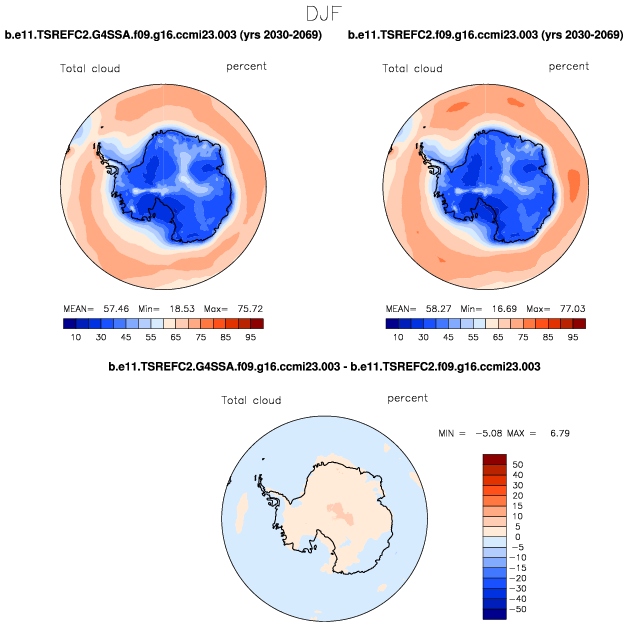 DJF
b.e11.TSREFC2.G4SSA.f09.g16.ccmi23.003 (yrs 2030-2069)
b.e11.TSREFC2.f09.g16.ccmi23.003 (yrs 2030-2069)
Total cloud percent
Total cloud percent
MEAN= 57.46 Min= 18.53 Max= 75.72
MEAN= 58.27 Min= 16.69 Max= 77.03
10 30 45 55 65 75 85 95
10 30 45 55 65 75 85 95
b.e11.TSREFC2.G4SSA.f09.g16.ccmi23.003 - b.e11.TSREFC2.f09.g16.ccmi23.003
Total cloud percent
MIN = -5.08 MAX = 6.79
50
40
30
20
15
10
5
0
-5
-10
-15
-20
-30
-40
-50